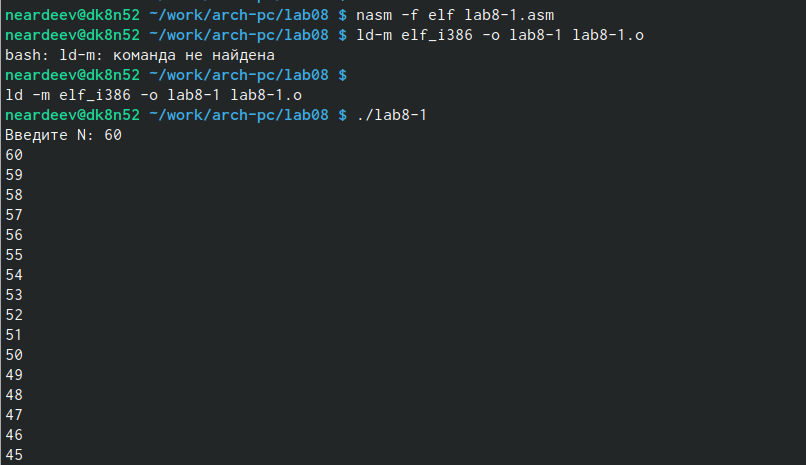 neardeev@dk8n52 ~/work/arch-pc/lab08 $ nasm -f elf lab8-1.asm
neardeev@dk8n52 ~/work/arch-pc/lab08 $ ld-m elf_i386 -o lab8-1 lab8-1.o
bash: ld-m: команда не найдена
neardeev@dk8n52 ~/work/arch-pc/lab08 $
ld -m elf_i386 -o lab8-1 lab8-1.o
neardeev@dk8n52 ~/work/arch-pc/lab08 $ ./lab8-1
Введите N: 60
60
59
58
57
56
55
54
53
52
51
50
49
48
47
46
45